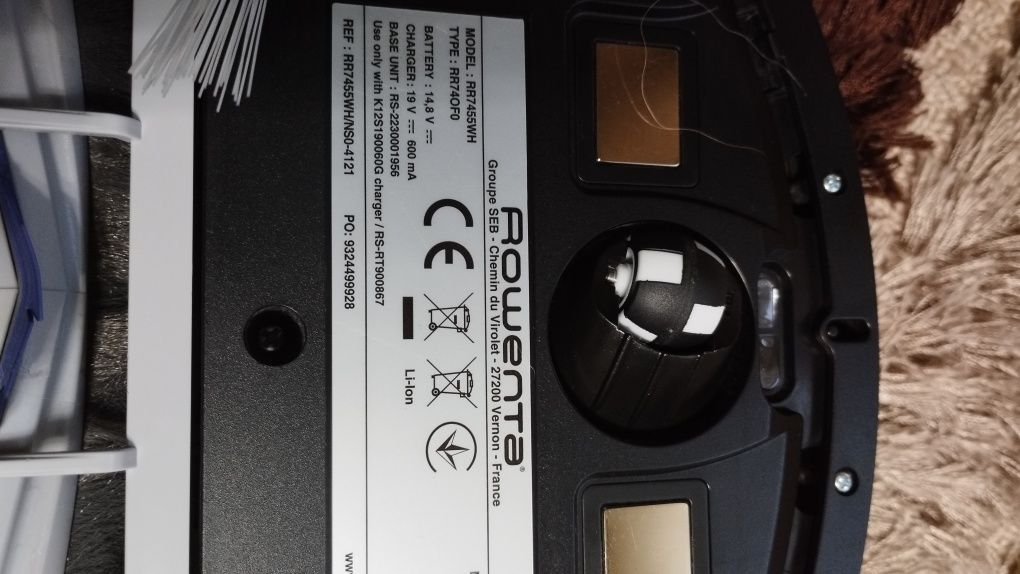 Rowenta®
Groupe SEB - Chemin du Virolet - 27200 Vernon - France
MODEL : RR7455WH
TYPE : RR74OF0
BATTERY : 14,8 V
CHARGER : 19 V 600 mA
BASE UNIT : RS-2230001956
Use only with K12S190060G charger / RS-RT900867
CE
Li-Ion
REF : RR7455WH/NS0-4121 PO: 9324499928